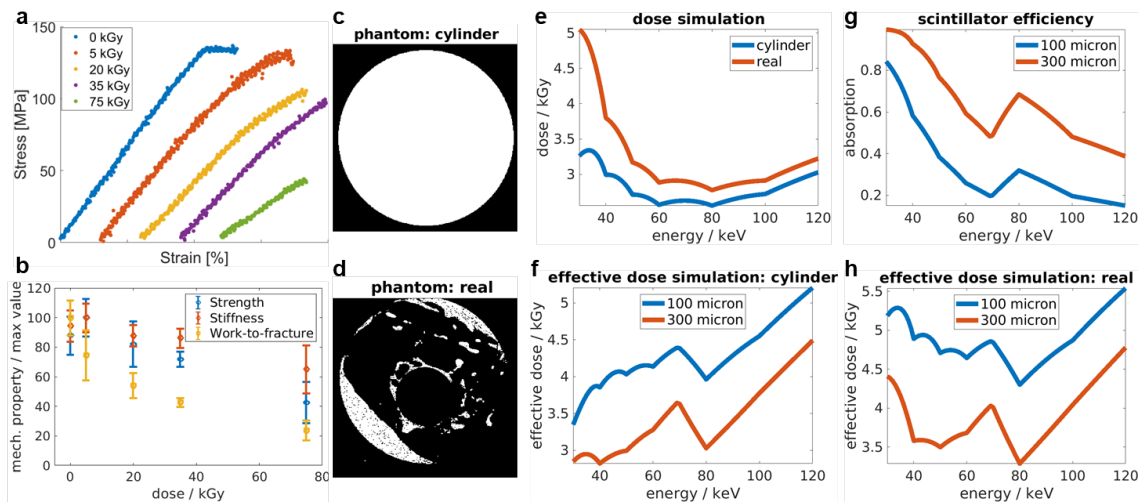 a
0 kGy
5 kGy
20 kGy
35 kGy
75 kGy
150
100
50
0
Stress [MPa]
Strain [%]
b
120
100
80
60
40
20
0
mech. property / max value
Strength
Stiffness
Work-to-fracture
0 20 40 60 80
dose / kGy
c
phantom: cylinder
d
phantom: real
e
dose simulation
cylinder
real
5
4.5
4
3.5
3
dose / kGy
40 60 80 100 120
energy / keV
f
effective dose simulation: cylinder
100 micron
300 micron
5
4.5
4
3.5
3
effective dose / kGy
40 60 80 100 120
energy / keV
g
scintillator efficiency
100 micron
300 micron
0.8
0.6
0.4
0.2
absorption
40 60 80 100 120
energy / keV
h
effective dose simulation: real
100 micron
300 micron
5.5
5
4.5
4
3.5
effective dose / kGy
40 60 80 100 120
energy / keV